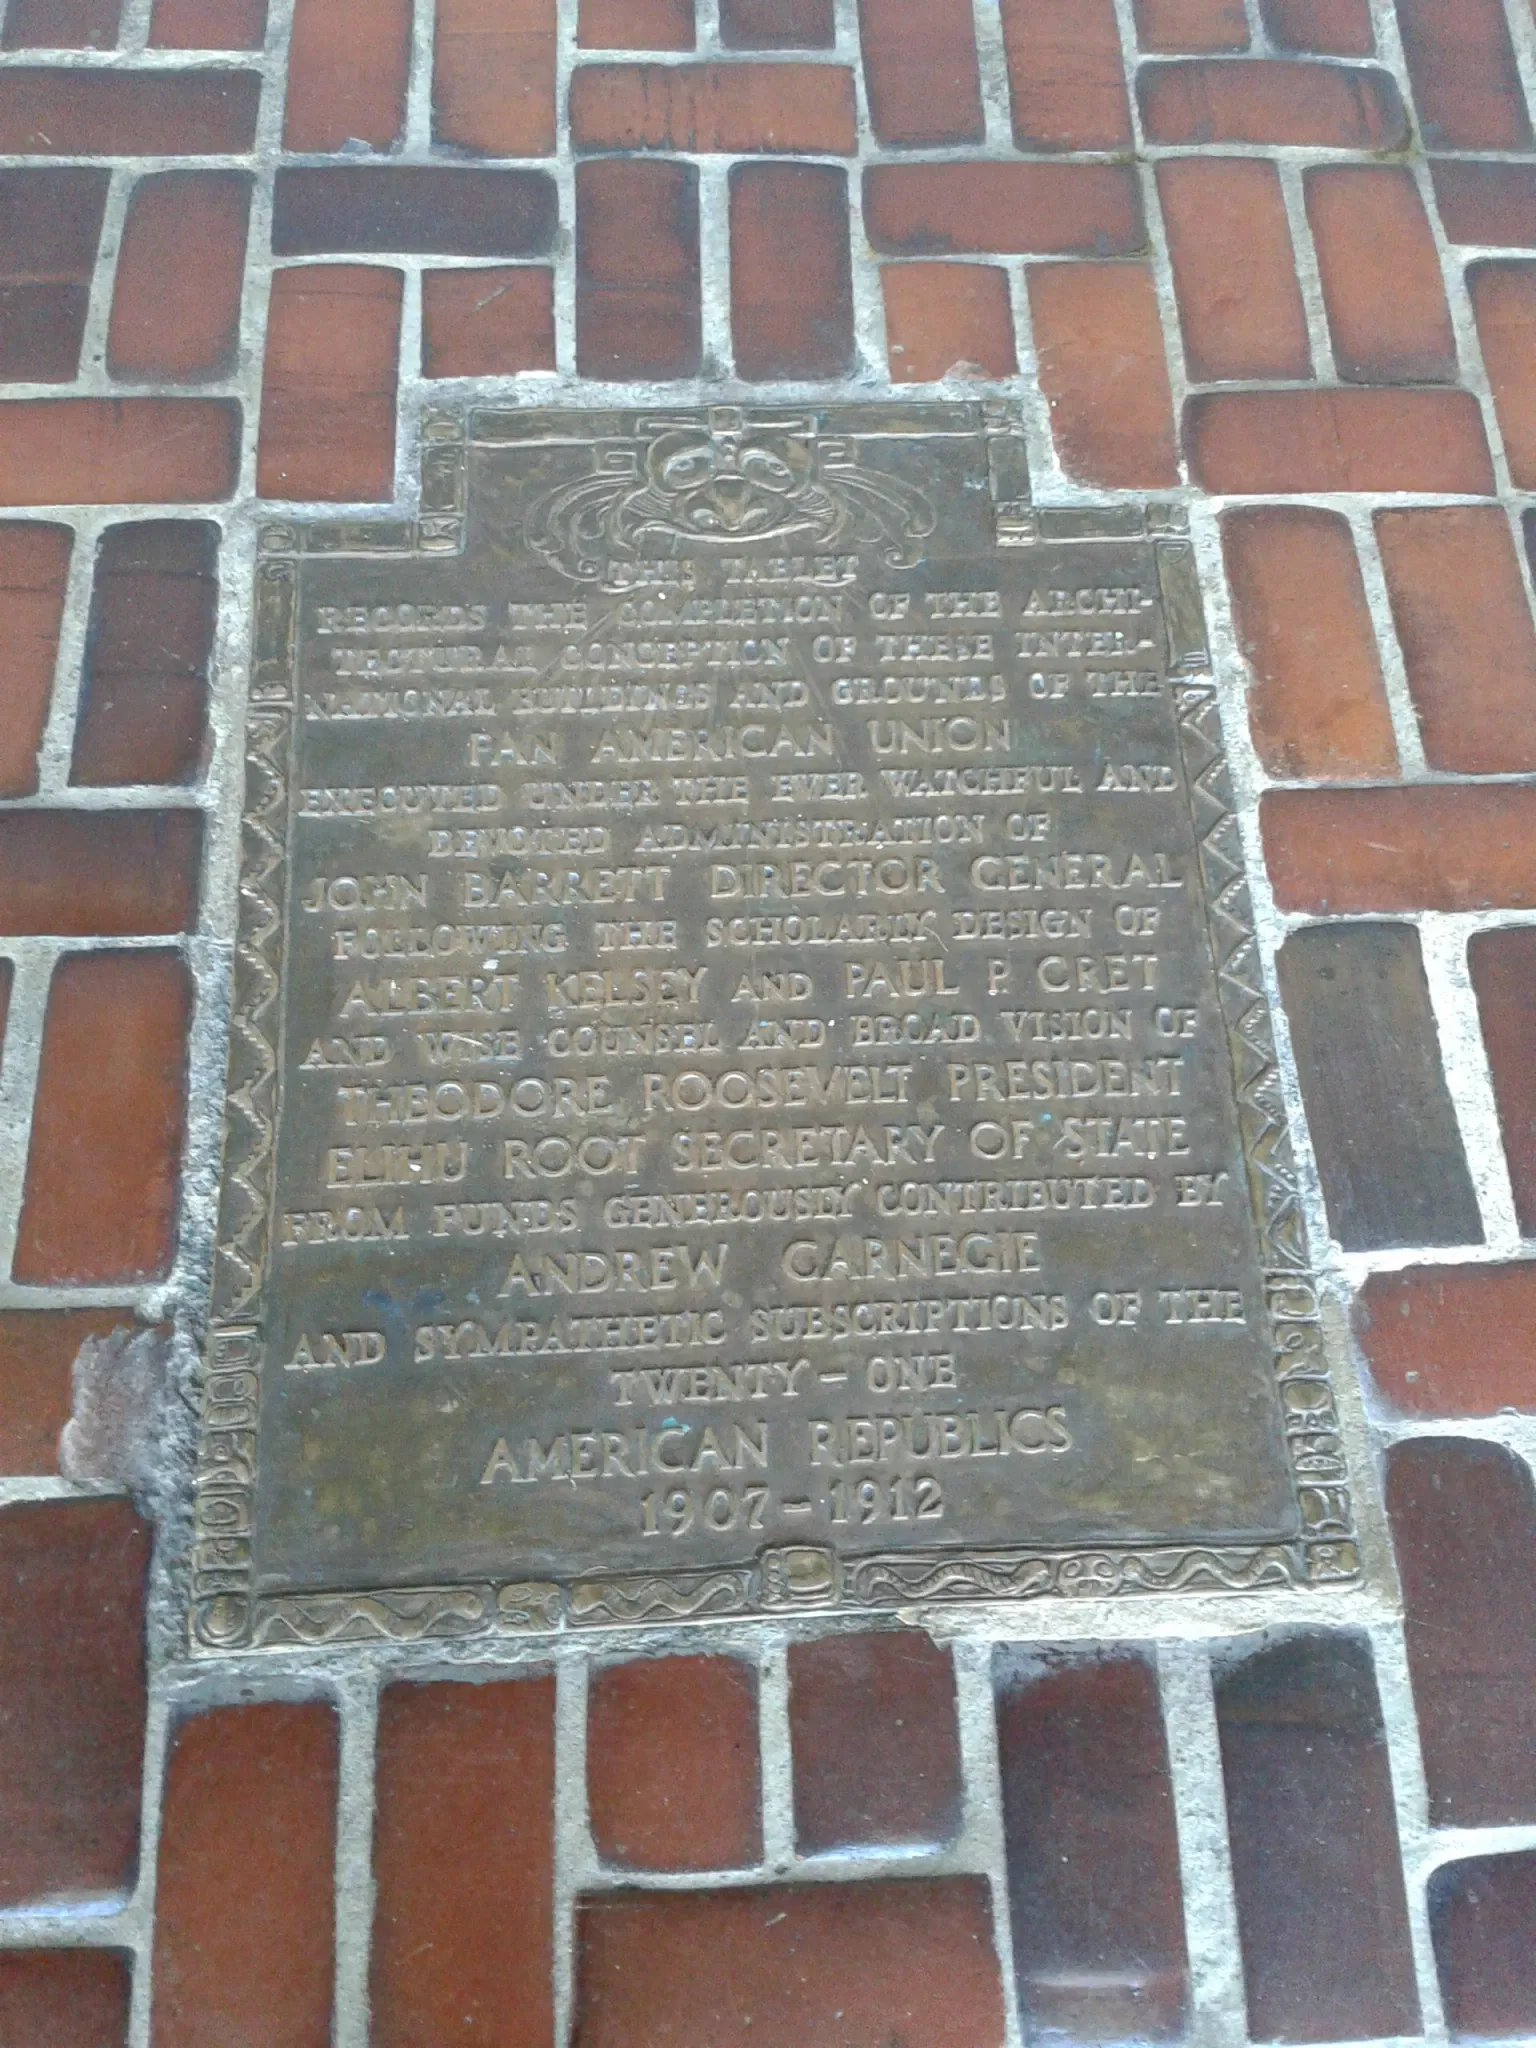 THIS TABLET
RECORDS THE COMPLETION OF THE ARCHI-
TECTURAL CONCEPTION OF THESE INTER-
NATIONAL BUILDINGS AND GROUNDS OF THE
PAN AMERICAN UNION
EXECUTED UNDER THE EVER WATCHFUL AND
DEVOTED ADMINISTRATION OF
JOHN BARRETT DIRECTOR GENERAL
FOLLOWING THE SCHOLARLY DESIGN OF
ALBERT KELSEY AND PAUL P. CRET
AND WISE COUNSEL AND BROAD VISION OF
THEODORE ROOSEVELT PRESIDENT
ELIHU ROOT SECRETARY OF STATE
FROM FUNDS GENEROUSLY CONTRIBUTED BY
ANDREW CARNEGIE
AND SYMPATHETIC SUBSCRIPTIONS OF THE
TWENTY-ONE
AMERICAN REPUBLICS
1907-1912